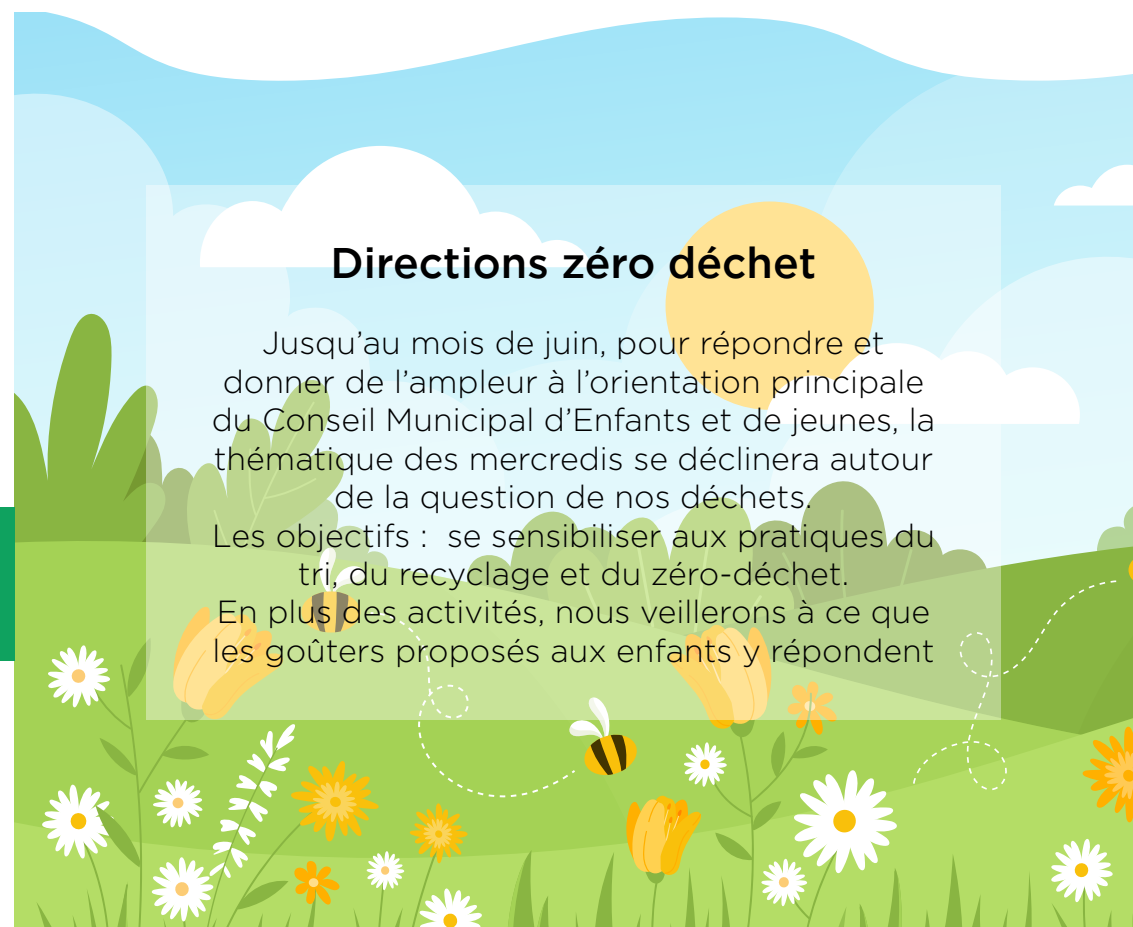 Directions zéro déchet
Jusqu'au mois de juin, pour répondre et
donner de l'ampleur à l'orientation principale
du Conseil Municipal d'Enfants et de jeunes, la
thématique des mercredis se déclinera autour
de la question de nos déchets.
Les objectifs :  se sensibiliser aux pratiques du
tri, du recyclage et du zéro-déchet.
En plus des activités, nous veillerons à ce que
les goûters proposés aux enfants y répondent